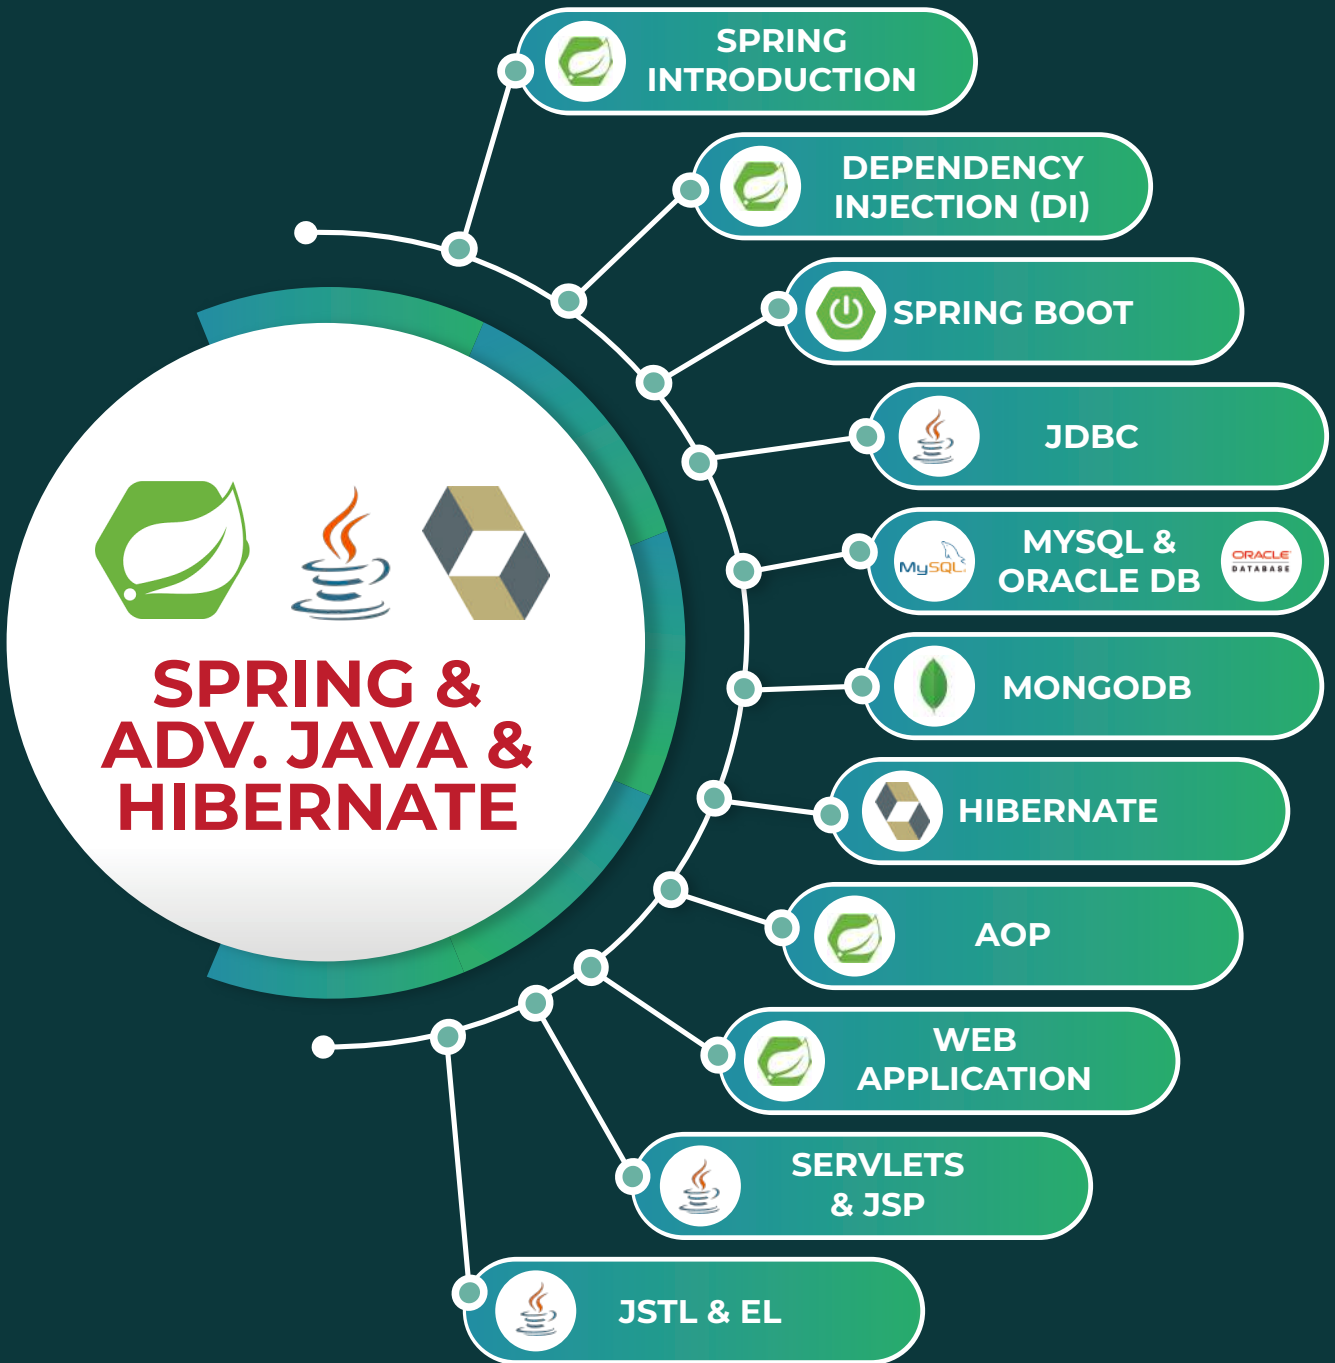 SPRING
INTRODUCTION
DEPENDENCY
INJECTION (DI)
SPRING BOOT
JDBC
MySQL
MYSQL &
ORACLE DB
ORACLE
DATABASE
MONGODB
HIBERNATE
AOP
WEB
APPLICATION
SERVLETS
& JSP
JSTL & EL
SPRING &
ADV. JAVA &
HIBERNATE